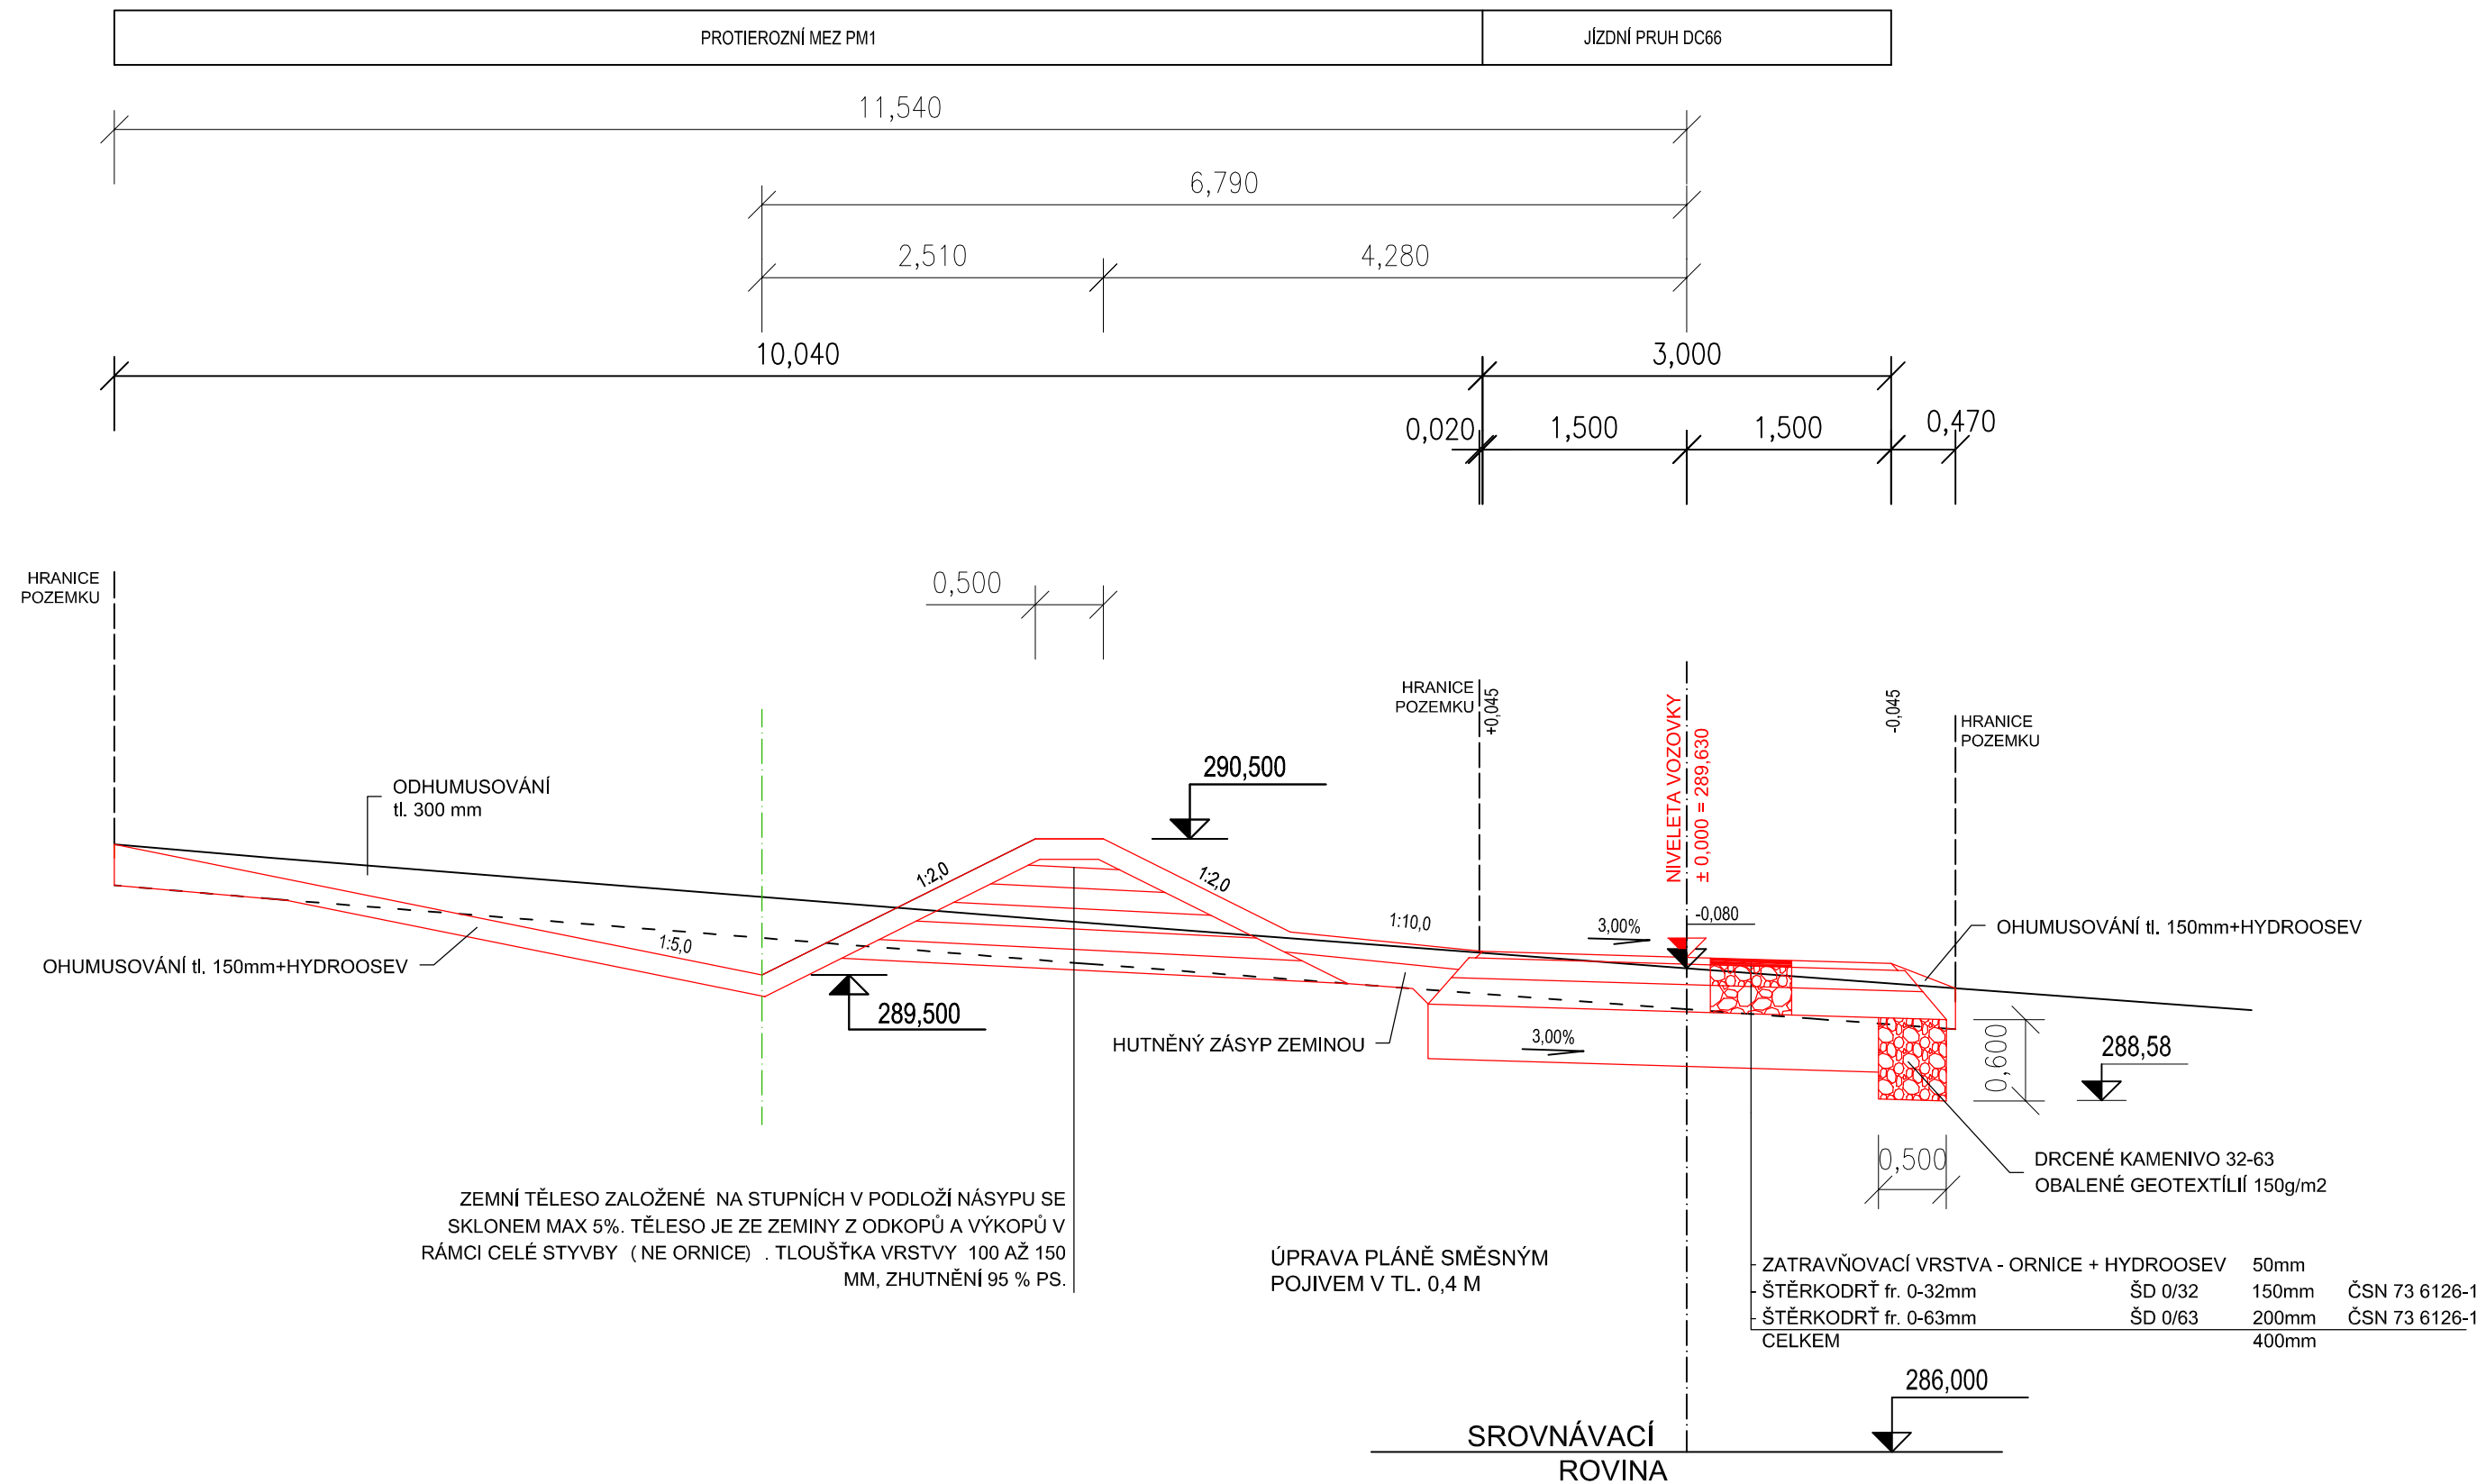 PROTIEROZNÍ MEZ PM1
JÍZDNÍ PRUH DC66
11,540
6,790
2,510
4,280
10,040
3,000
0,020
1,500
1,500
0,470
HRANICE
POZEMKU
0,500
HRANICE
POZEMKU
+0,045
NIVELETA VOZOVKY
± 0,000 = 289,630
-0,045
HRANICE
POZEMKU
ODHUMUSOVÁNÍ
tl. 300 mm
290,500
1:2,0
1:2,0
1:10,0
3,00%
-0,080
OHUMUSOVÁNÍ tl. 150mm+HYDROOSEV
1:5,0
OHUMUSOVÁNÍ tl. 150mm+HYDROOSEV
289,500
HUTNĚNÝ ZÁSYP ZEMINOU
3,00%
0,600
288,58
0,500
DRCENÉ KAMENIVO 32-63
OBALENÉ GEOTEXTÍLIÍ 150g/m2
ZEMNÍ TĚLESO ZALOŽENÉ NA STUPNÍCH V PODLOŽÍ NÁSYPU SE
SKLONEM MAX 5%. TĚLESO JE ZE ZEMINY Z ODKOPŮ A VÝKOPŮ V
RÁMCI CELÉ STYVBY ( NE ORNICE) . TLOUŠŤKA VRSTVY 100 AŽ 150
MM, ZHUTNĚNÍ 95 % PS.
ÚPRAVA PLÁNĚ SMĚSNÝM
POJIVEM V TL. 0,4 M
- ZATRAVŇOVACÍ VRSTVA - ORNICE + HYDROOSEV 50mm
- ŠTĚRKODRŤ fr. 0-32mm ŠD 0/32 150mm ČSN 73 6126-1
- ŠTĚRKODRŤ fr. 0-63mm ŠD 0/63 200mm ČSN 73 6126-1
CELKEM 400mm
286,000
SROVNÁVACÍ
ROVINA